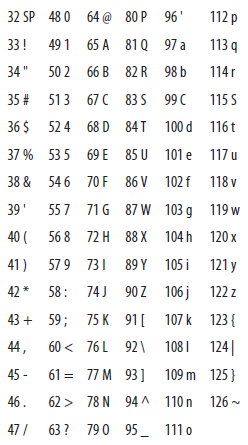 32 SP 48 0 64 @ 80 P 96 ' 112 p
33 ! 49 1 65 A 81 Q 97 a 113 q
34 " 50 2 66 B 82 R 98 b 114 r
35 # 51 3 67 C 83 S 99 C 115 S
36 $ 52 4 68 D 84 T 100 d 116 t
37 % 53 5 69 E 85 U 101 e 117 u
38 & 54 6 70 F 86 V 102 f 118 v
39 ' 55 7 71 G 87 W 103 g 119 w
40 ( 56 8 72 H 88 X 104 h 120 x
41 ) 57 9 73 I 89 Y 105 i 121 y
42 * 58 : 74 J 90 Z 106 j 122 z
43 + 59 ; 75 K 91 [ 107 k 123 {
44 , 60 < 76 L 92 \ 108 l 124 |
45 - 61 = 77 M 93 ] 109 m 125 }
46 . 62 > 78 N 94 ^ 110 n 126 ~
47 / 63 ? 79 O 95 _ 111 o